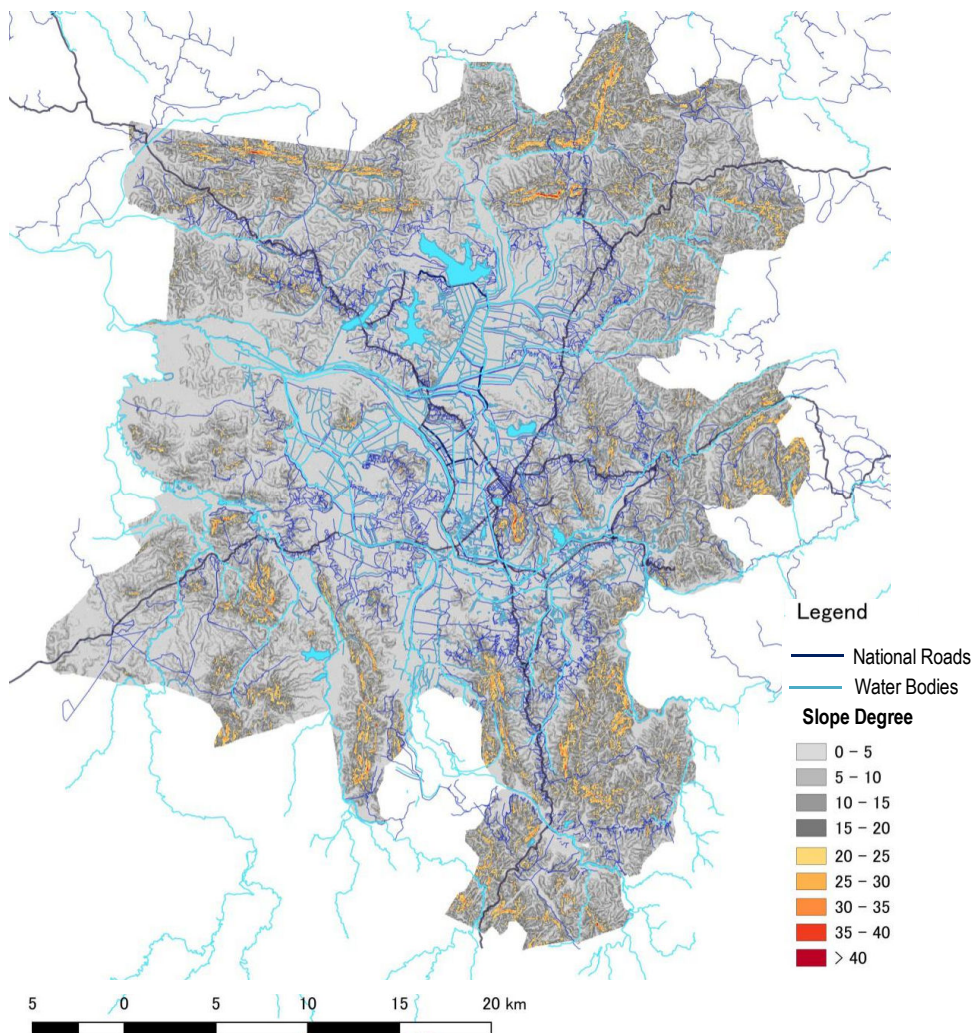 Legend
National Roads
Water Bodies
Slope Degree
0 - 5
5 - 10
10 - 15
15 - 20
20 - 25
25 - 30
30 - 35
35 - 40
> 40
5 0 5 10 15 20 km